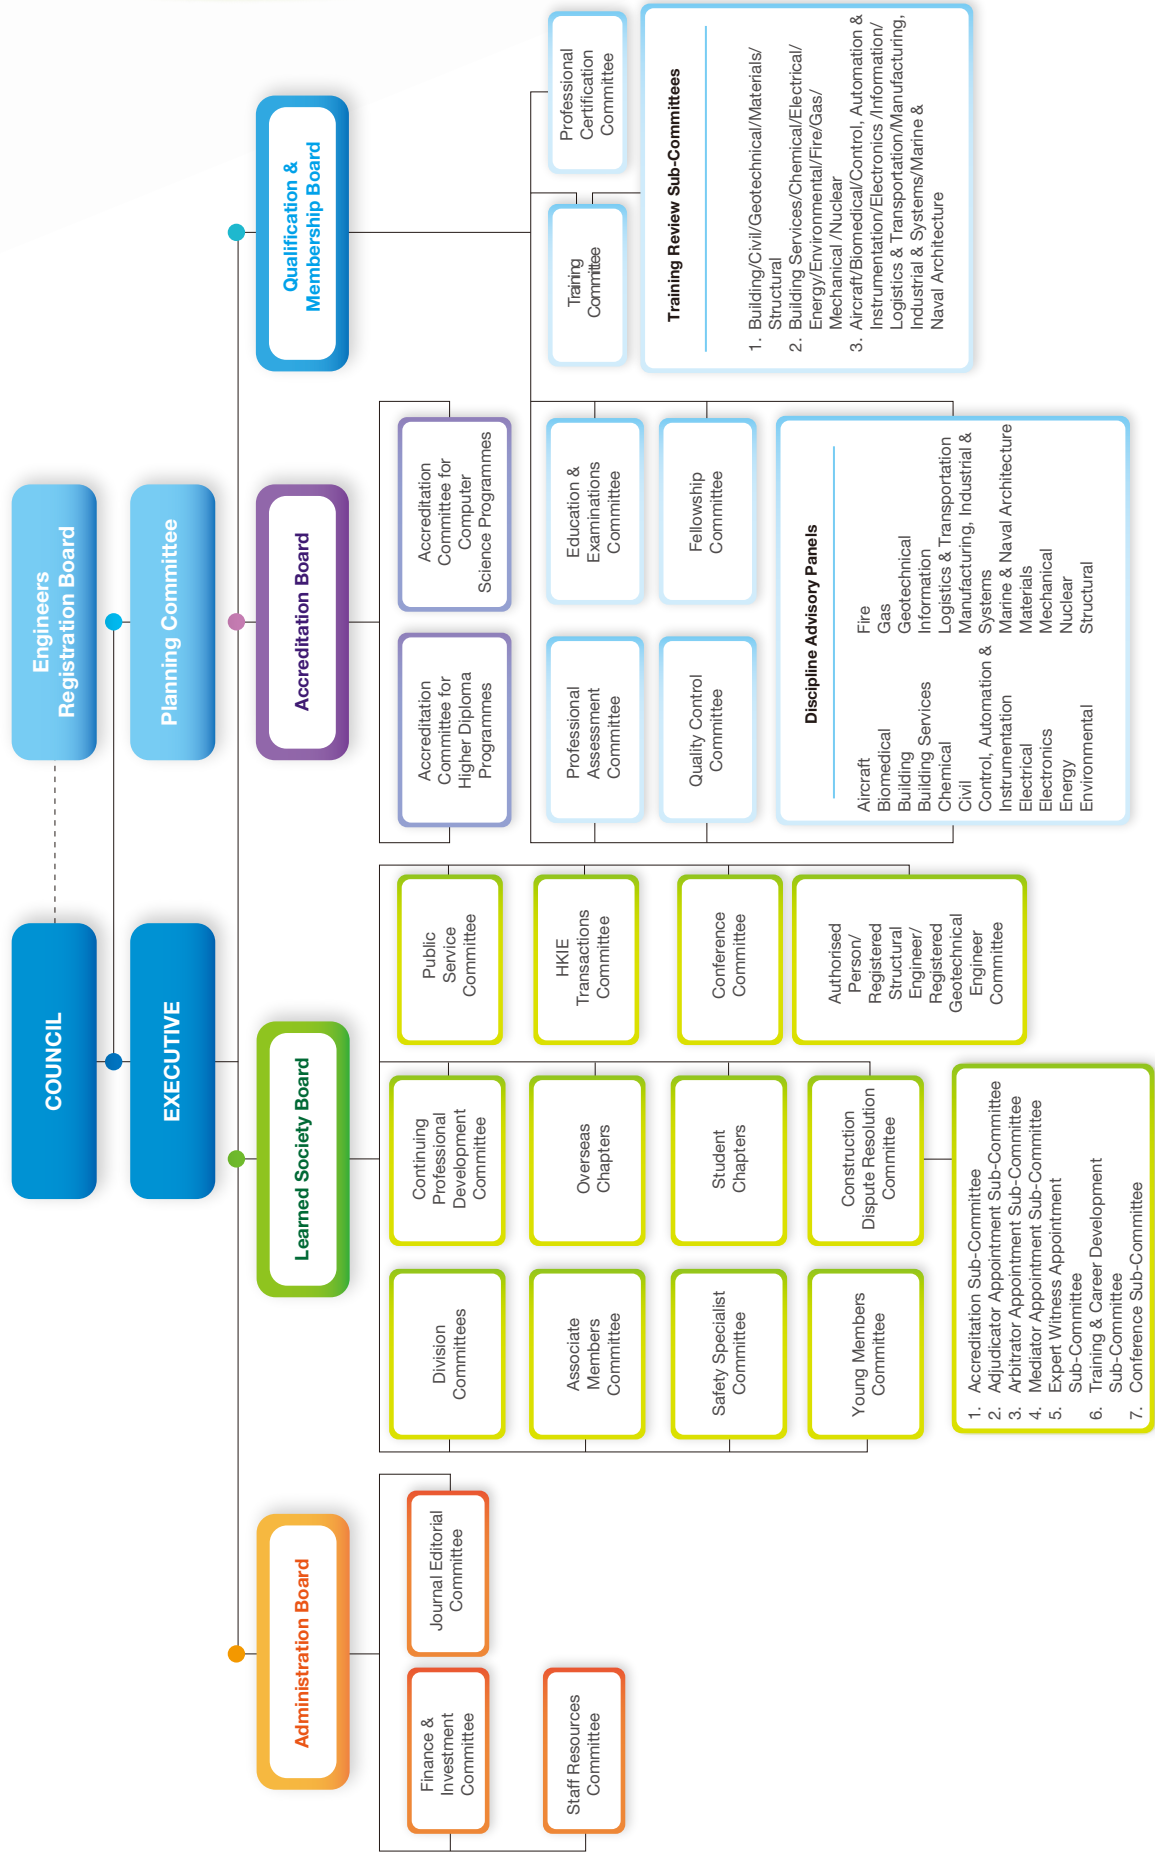 COUNCIL
Engineers
Registration Board
EXECUTIVE
Planning Committee
Administration Board
Learned Society Board
Accreditation Board
Qualification &
Membership Board
Finance &
Investment
Committee
Journal Editorial
Committee
Staff Resources
Committee
Division
Committees
Continuing
Professional
Development
Committee
Public
Service
Committee
Associate
Members
Committee
Overseas
Chapters
HKIE
Transactions
Committee
Safety Specialist
Committee
Student
Chapters
Conference
Committee
Young Members
Committee
Construction
Dispute Resolution
Committee
Authorised
Person/
Registered
Structural
Engineer/
Registered
Geotechnical
Engineer
Committee
1. Accreditation Sub-Committee
2. Adjudicator Appointment Sub-Committee
3. Arbitrator Appointment Sub-Committee
4. Mediator Appointment Sub-Committee
5. Expert Witness Appointment
Sub-Committee
6. Training & Career Development
Sub-Committee
7. Conference Sub-Committee
Accreditation
Committee for
Higher Diploma
Programmes
Accreditation
Committee for
Computer
Science Programmes
Professional
Assessment
Committee
Education &
Examinations
Committee
Training
Committee
Professional
Certification
Committee
Quality Control
Committee
Fellowship
Committee
Training Review Sub-Committees
1. Building/Civil/Geotechnical/Materials/
Structural
2. Building Services/Chemical/Electrical/
Energy/Environmental/Fire/Gas/
Mechanical /Nuclear
3. Aircraft/Biomedical/Control, Automation &
Instrumentation/Electronics /Information/
Logistics & Transportation/Manufacturing,
Industrial & Systems/Marine &
Naval Architecture
Discipline Advisory Panels
Aircraft
Biomedical
Building
Building Services
Chemical
Civil
Control, Automation &
Instrumentation
Electrical
Electronics
Energy
Environmental
Fire
Gas
Geotechnical
Information
Logistics & Transportation
Manufacturing, Industrial &
Systems
Marine & Naval Architecture
Materials
Mechanical
Nuclear
Structural